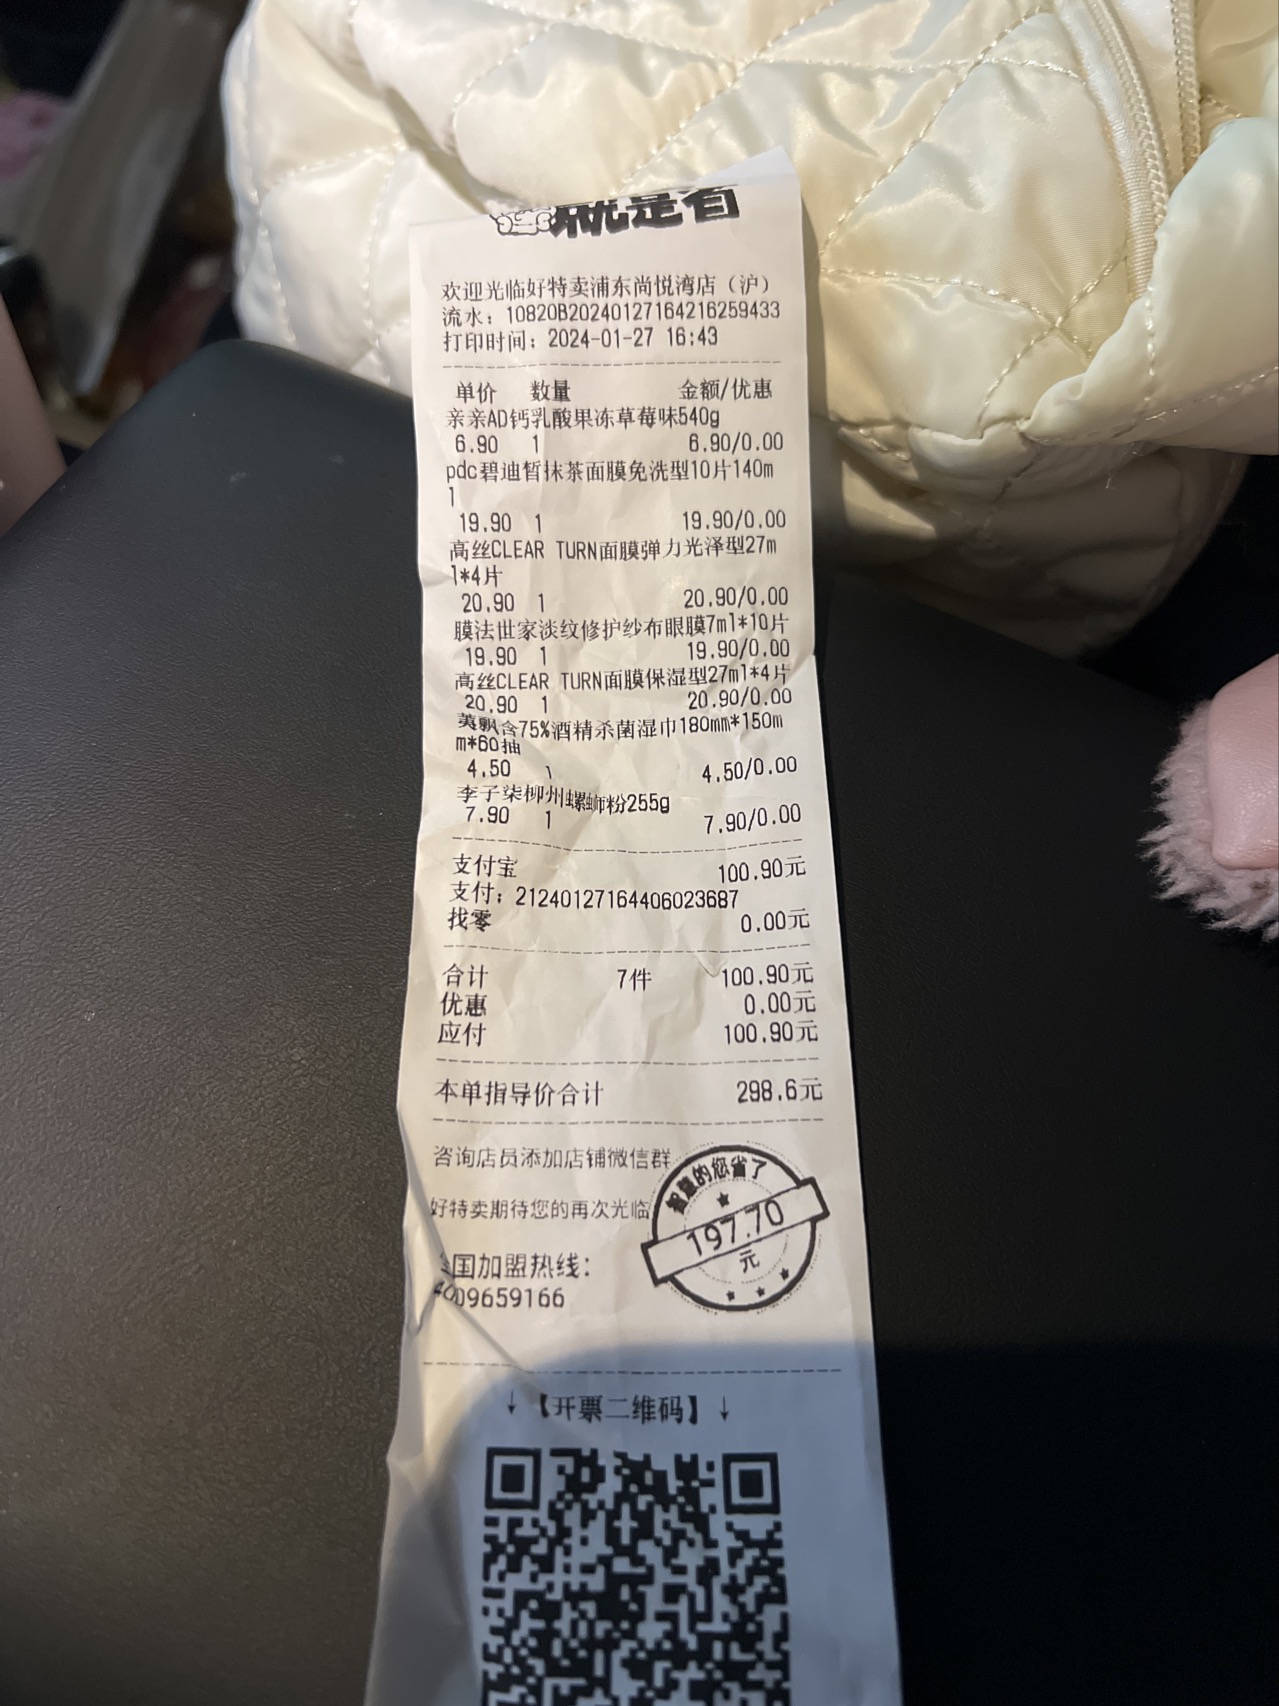 就是省
欢迎光临好特卖浦东尚悦湾店（沪）
流水：10820B20240127164216259433
打印时间：2024-01-27 16:43
单价 数量 金额/优惠
亲亲AD钙乳酸果冻草莓味540g
6.90 1 6.90/0.00
pdc碧迪皙抹茶面膜免洗型10片140m
l
19.90 1 19.90/0.00
高丝CLEAR TURN面膜弹力光泽型27m
l*4片
20.90 1 20.90/0.00
膜法世家淡纹修护纱布眼膜7ml*10片
19.90 1 19.90/0.00
高丝CLEAR TURN面膜保湿型27ml*4片
20.90 1 20.90/0.00
英飘含75%酒精杀菌湿巾180mm*150m
m*60抽
4.50 1 4.50/0.00
李子柒柳州螺蛳粉255g
7.90 1 7.90/0.00
支付宝 100.90元
支付：21240127164406023687
找零 0.00元
合计 7件 100.90元
优惠 0.00元
应付 100.90元
本单指导价合计 298.6元
咨询店员添加店铺微信群
好特卖期待您的再次光临
智慧的您省了
197.70
元
国加盟热线：
4009659166
↓【开票二维码】↓